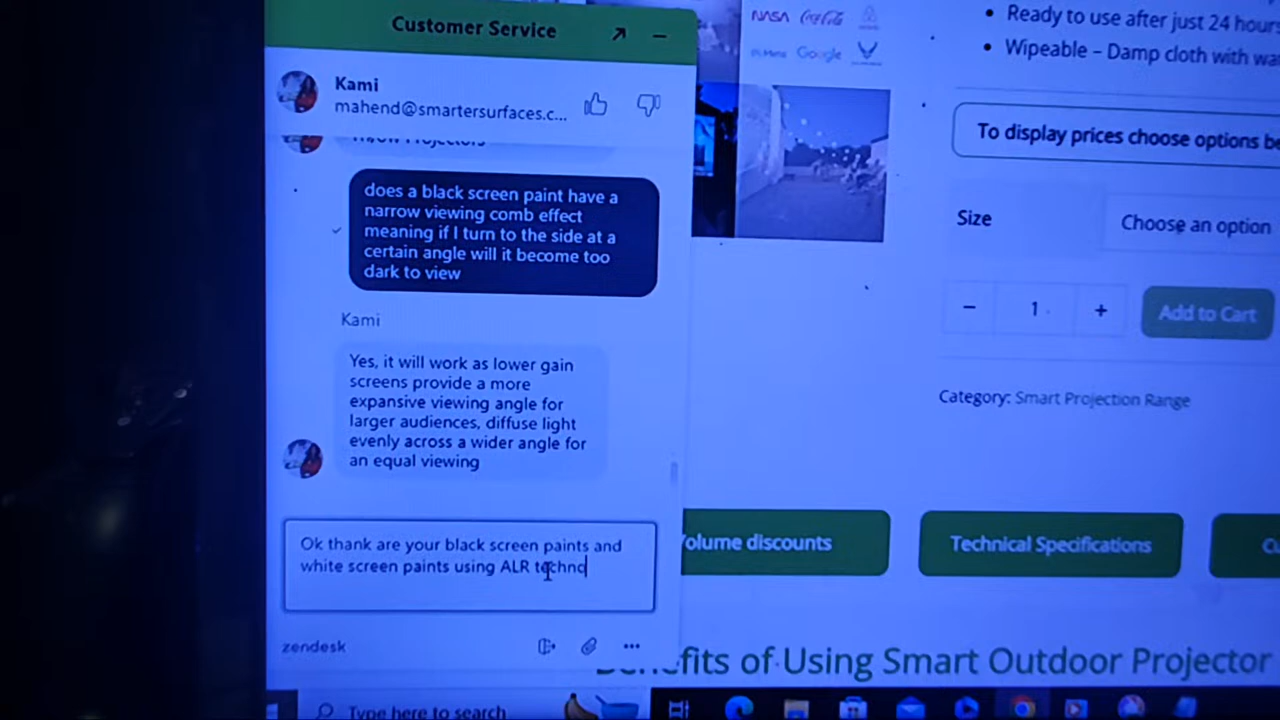 Customer Service
Kami
mahend@smartersurfaces.c...
does a black screen paint have a
narrow viewing comb effect
meaning if I turn to the side at a
certain angle will it become too
dark to view
Kami
Yes, it will work as lower gain
screens provide a more
expansive viewing angle for
larger audiences, diffuse light
evenly across a wider angle for
an equal viewing
Ok thank are your black screen paints and
white screen paints using ALR techno
zendesk
NASA Coca-Cola
Meta Google
Ready to use after just 24 hours
Wipeable – Damp cloth with wa
To display prices choose options be
Size
Choose an option
− 1 +
Add to Cart
Category: Smart Projection Range
Volume discounts
Technical Specifications
Benefits of Using Smart Outdoor Projector
Type here to search